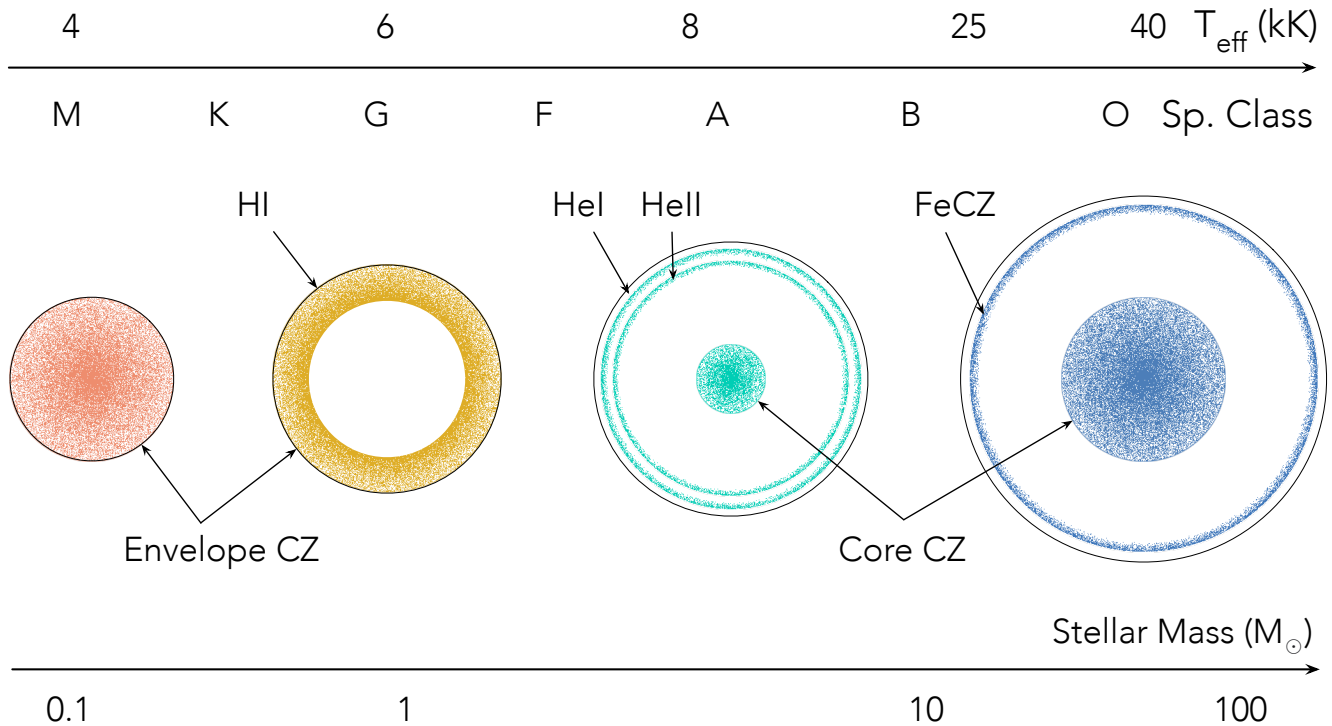 4 6 8 25 40 T_eff (kK)
M K G F A B O Sp. Class
HI HeI HeII FeCZ
Envelope CZ Core CZ
Stellar Mass (M_☉)
0.1 1 10 100